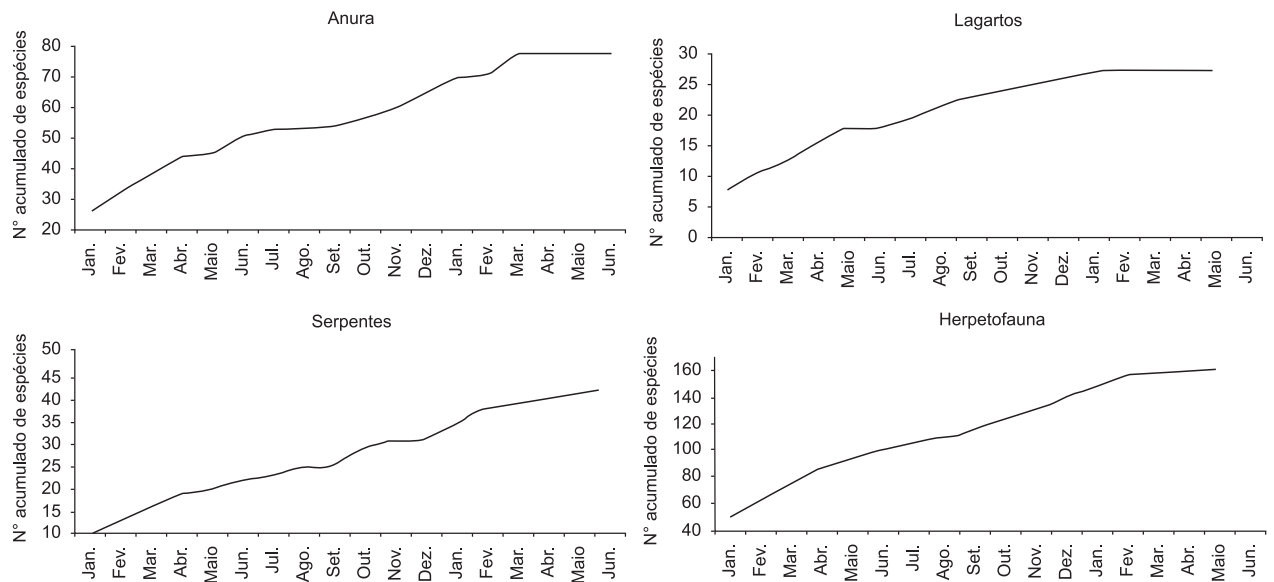 Anura
N° acumulado de espécies
80
70
60
50
40
30
20
Jan. Fev. Mar. Abr. Maio Jun. Jul. Ago. Set. Out. Nov. Dez. Jan. Fev. Mar. Abr. Maio Jun.
Lagartos
N° acumulado de espécies
30
25
20
15
10
5
0
Jan. Fev. Mar. Abr. Maio Jun. Jul. Ago. Set. Out. Nov. Dez. Jan. Fev. Mar. Abr. Maio Jun.
Serpentes
N° acumulado de espécies
50
45
35
30
25
20
15
10
Jan. Fev. Mar. Abr. Maio Jun. Jul. Ago. Set. Out. Nov. Dez. Jan. Fev. Mar. Abr. Maio Jun.
Herpetofauna
N° acumulado de espécies
160
140
120
100
80
60
40
Jan. Fev. Mar. Abr. Maio Jun. Jul. Ago. Set. Out. Nov. Dez. Jan. Fev. Mar. Abr. Maio Jun.